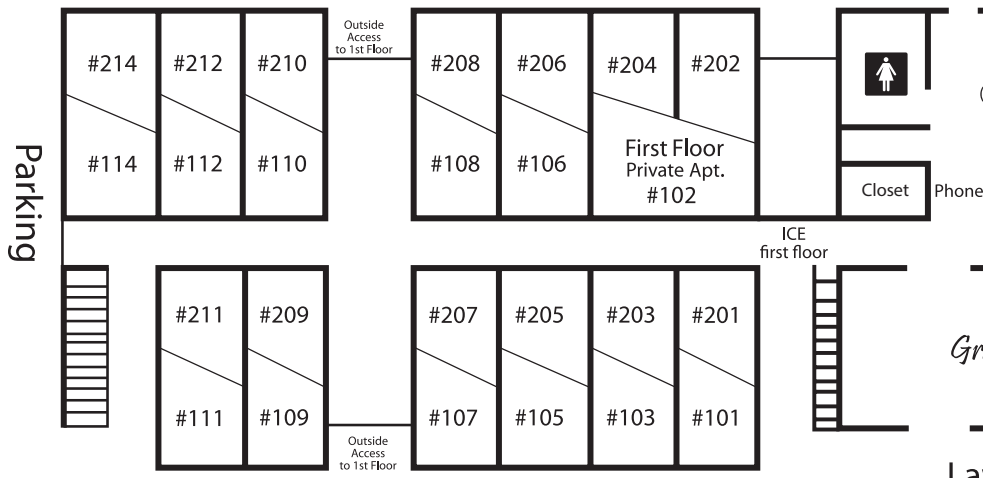 Outside
Access
to 1st Floor
#214
#212
#210
#208
#206
#204
#202
#114
#112
#110
#108
#106
First Floor
Private Apt.
#102
Closet
Phone
Parking
ICE
first floor
#211
#209
#207
#205
#203
#201
#111
#109
#107
#105
#103
#101
Outside
Access
to 1st Floor